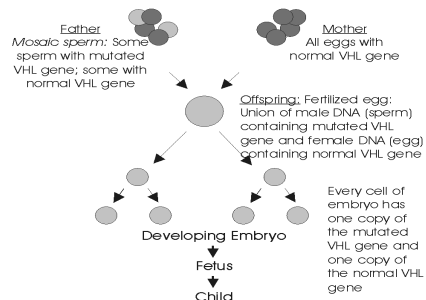 Father
Mosaic sperm: Some
sperm with mutated
VHL gene; some with
normal VHL gene
Mother
All eggs with
normal VHL gene
Offspring: Fertilized egg:
Union of male DNA (sperm)
containing mutated VHL
gene and female DNA (egg)
containing normal VHL gene
Every cell of
embryo has
one copy of
the mutated
VHL gene and
one copy of
the normal VHL
gene
Developing Embryo
Fetus
Child